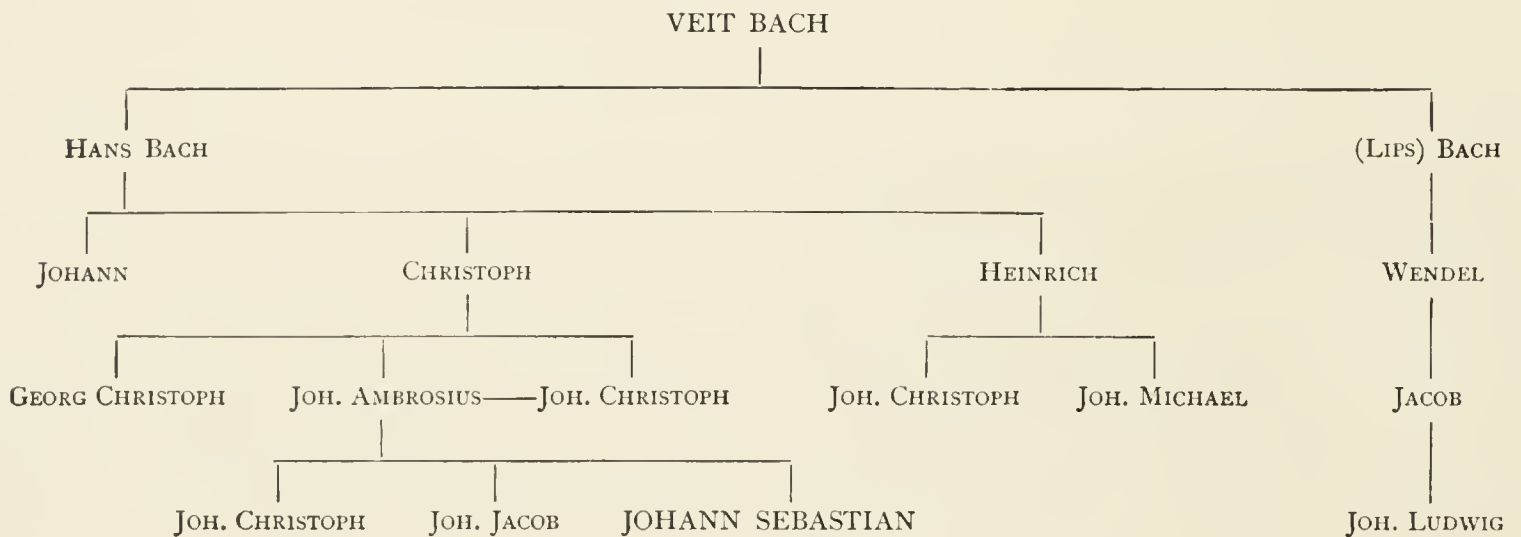 VEIT BACH
HANS BACH (LIPS) BACH
JOHANN CHRISTOPH HEINRICH WENDEL
GEORG CHRISTOPH JOH. AMBROSIUS JOH. CHRISTOPH JOH. CHRISTOPH JOH. MICHAEL JACOB
JOH. CHRISTOPH JOH. JACOB JOHANN SEBASTIAN JOH. LUDWIG